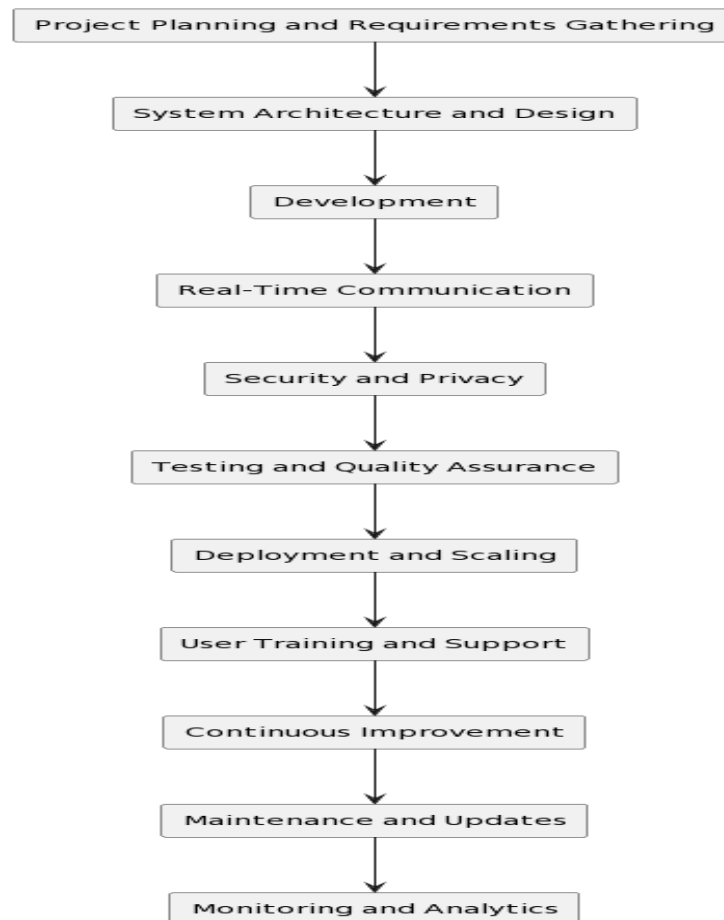 Project Planning and Requirements Gathering
System Architecture and Design
Development
Real-Time Communication
Security and Privacy
Testing and Quality Assurance
Deployment and Scaling
User Training and Support
Continuous Improvement
Maintenance and Updates
Monitoring and Analytics